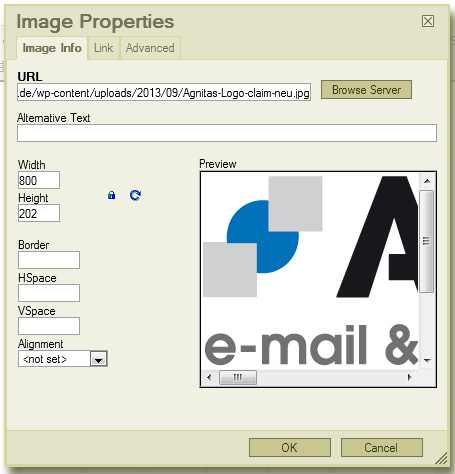 Image Properties
Image Info Link Advanced
URL
.de/wp-content/uploads/2013/09/Agnitas-Logo-claim-neu.jpg
Browse Server
Alternative Text
Width
800
Height
202
Border
HSpace
VSpace
Alignment
<not set>
Preview
A
e-mail &
OK Cancel